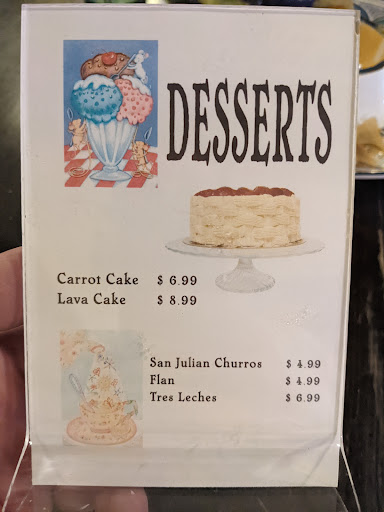 DESSERTS
Carrot Cake $ 6.99
Lava Cake $ 8.99
San Julian Churros $ 4.99
Flan $ 4.99
Tres Leches $ 6.99